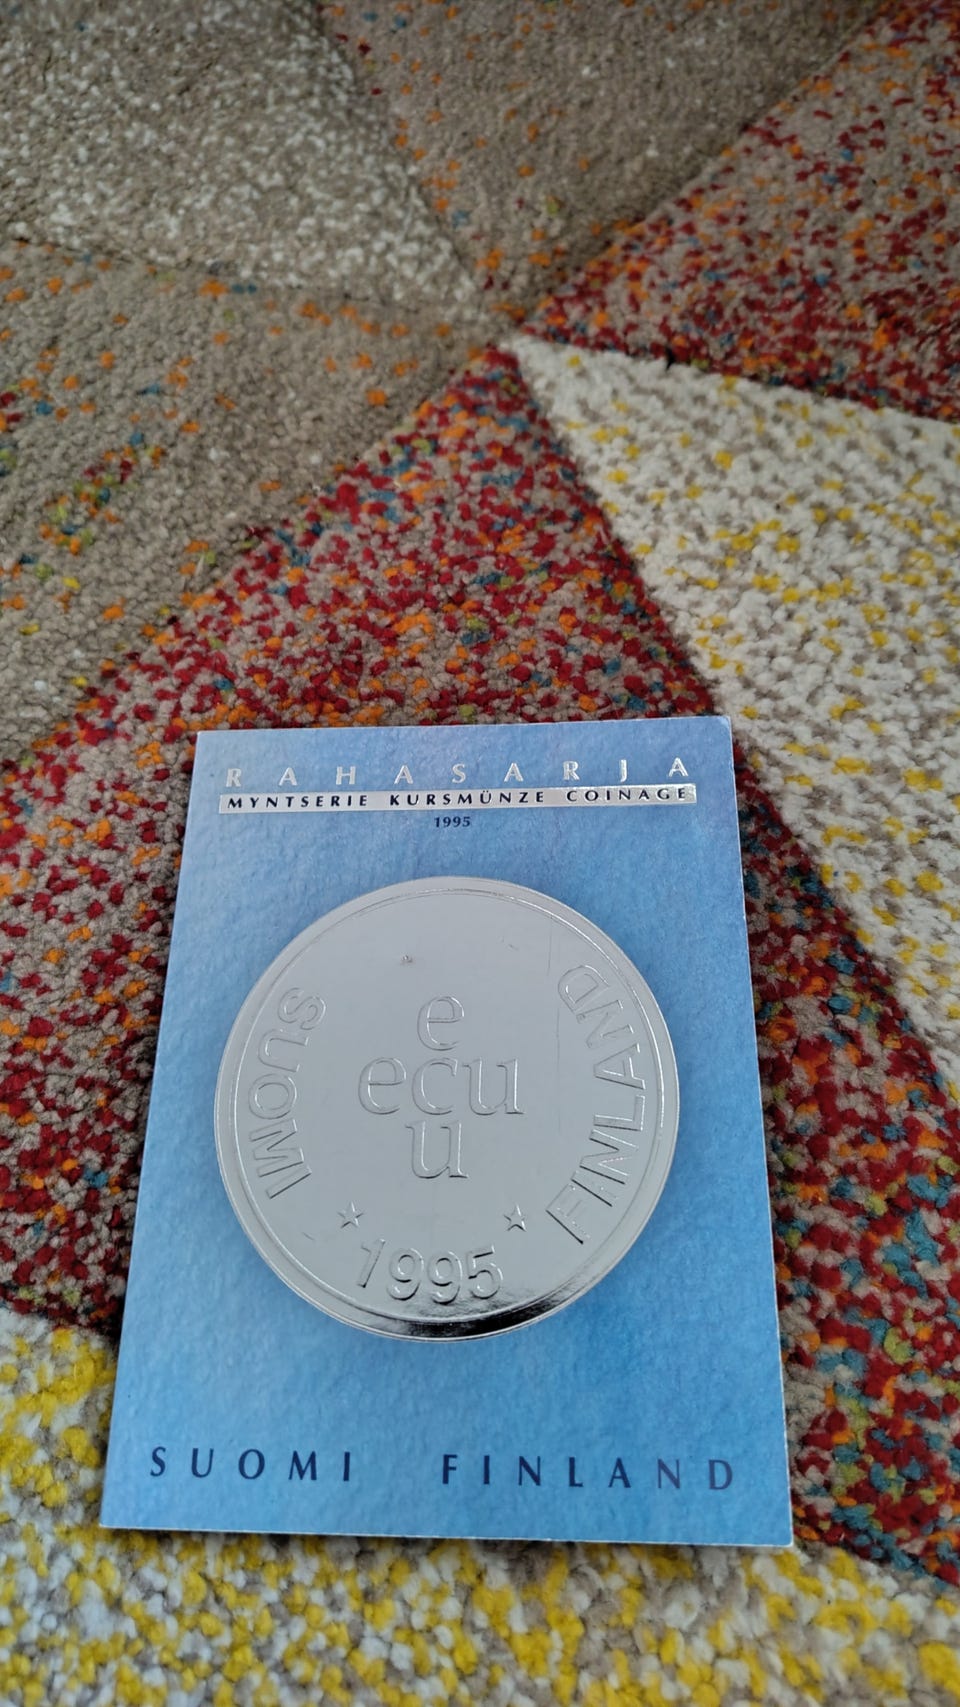 RAHASARJA
MYNTSERIE KURSMÜNZE COINAGE
1995
e
ecu
u
SUOMI
FINLAND
1995
SUOMI FINLAND